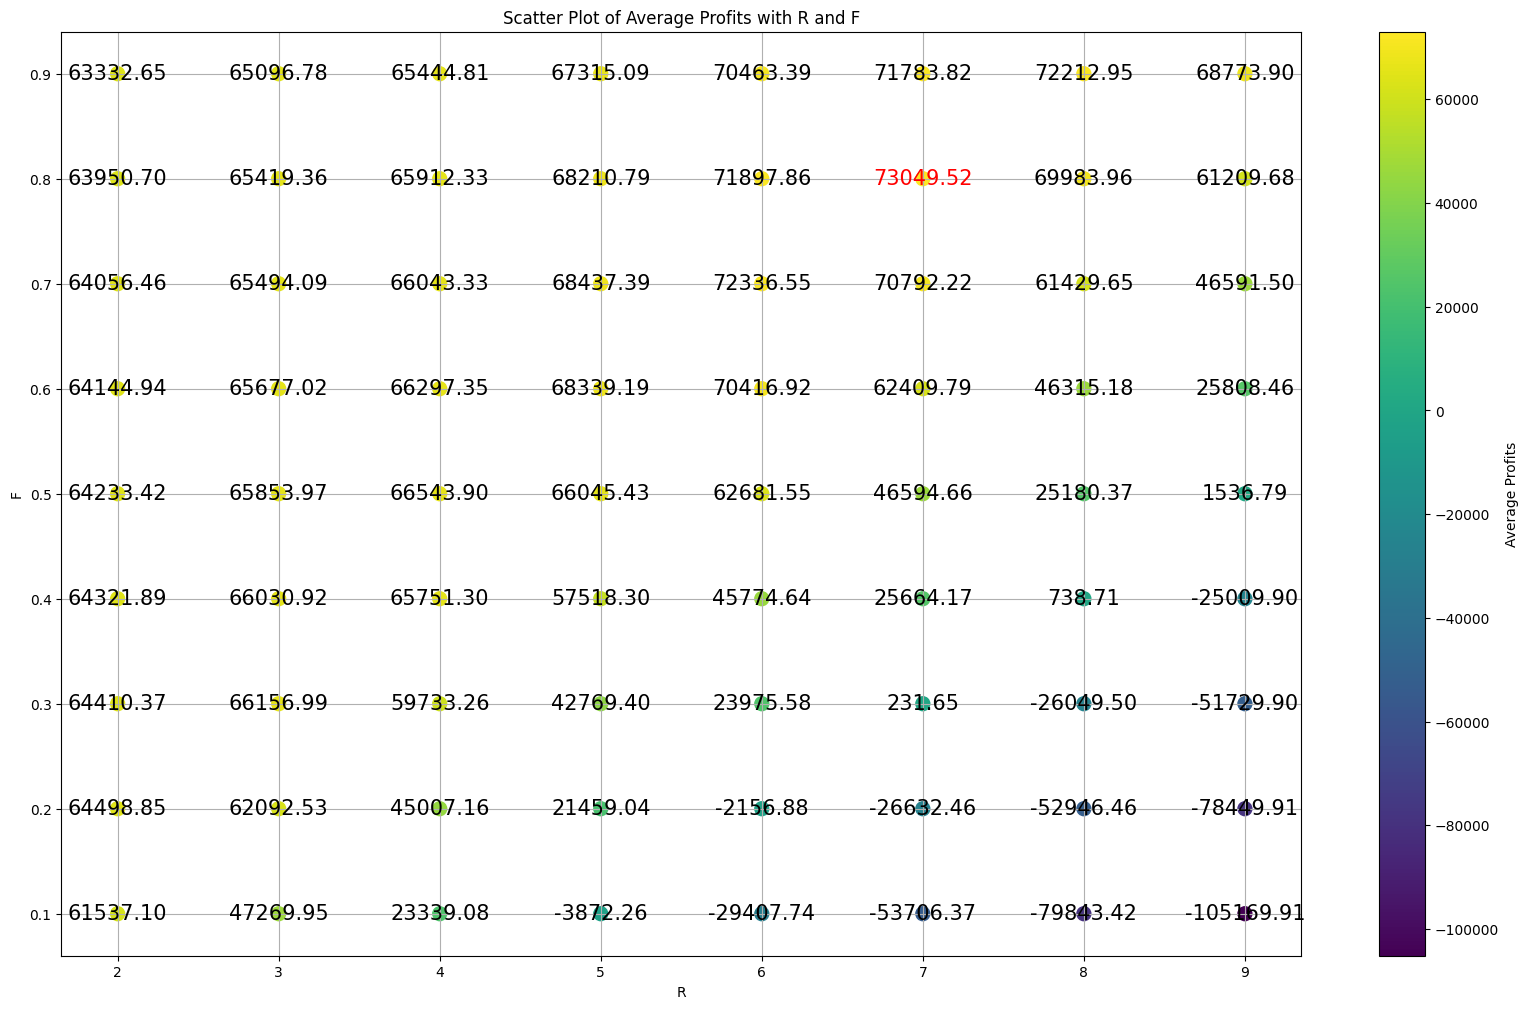 Scatter Plot of Average Profits with R and F
0.9 63332.65 65096.78 65444.81 67315.09 70463.39 71783.82 72212.95 68773.90
0.8 63950.70 65419.36 65912.33 68210.79 71897.86 73049.52 69983.96 61209.68
0.7 64056.46 65494.09 66043.33 68437.39 72336.55 70792.22 61429.65 46591.50
0.6 64144.94 65677.02 66297.35 68339.19 70416.92 62409.79 46315.18 25808.46
0.5 64233.42 65853.97 66543.90 66045.43 62681.55 46594.66 25180.37 1536.79
0.4 64321.89 66030.92 65751.30 57518.30 45774.64 25664.17 738.71 -25009.90
0.3 64410.37 66156.99 59733.26 42769.40 23975.58 231.65 -26049.50 -51729.90
0.2 64498.85 62092.53 45007.16 21459.04 -2156.88 -26632.46 -52946.46 -78449.91
0.1 61537.10 47269.95 23339.08 -3872.26 -29407.74 -53706.37 -79843.42 -105169.91
2 3 4 5 6 7 8 9
R
F
60000
40000
20000
0
−20000
−40000
−60000
−80000
−100000
Average Profits